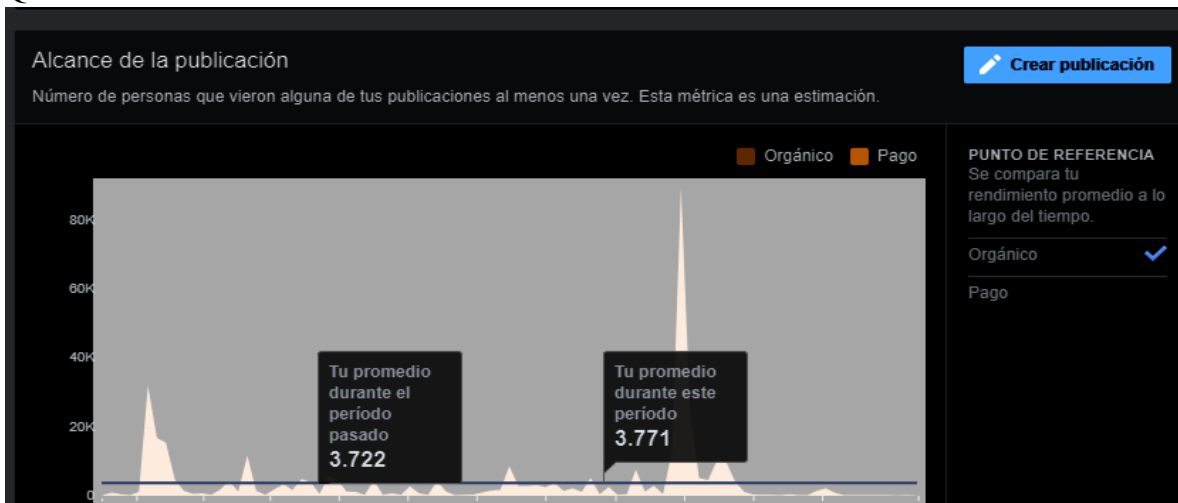 Alcance de la publicación
Crear publicación
Número de personas que vieron alguna de tus publicaciones al menos una vez. Esta métrica es una estimación.
Orgánico Pago
PUNTO DE REFERENCIA
Se compara tu
rendimiento promedio a lo
largo del tiempo.
Orgánico
Pago
80K
60K
40K
20K
0
Tu promedio
durante el
período
pasado
3.722
Tu promedio
durante este
período
3.771